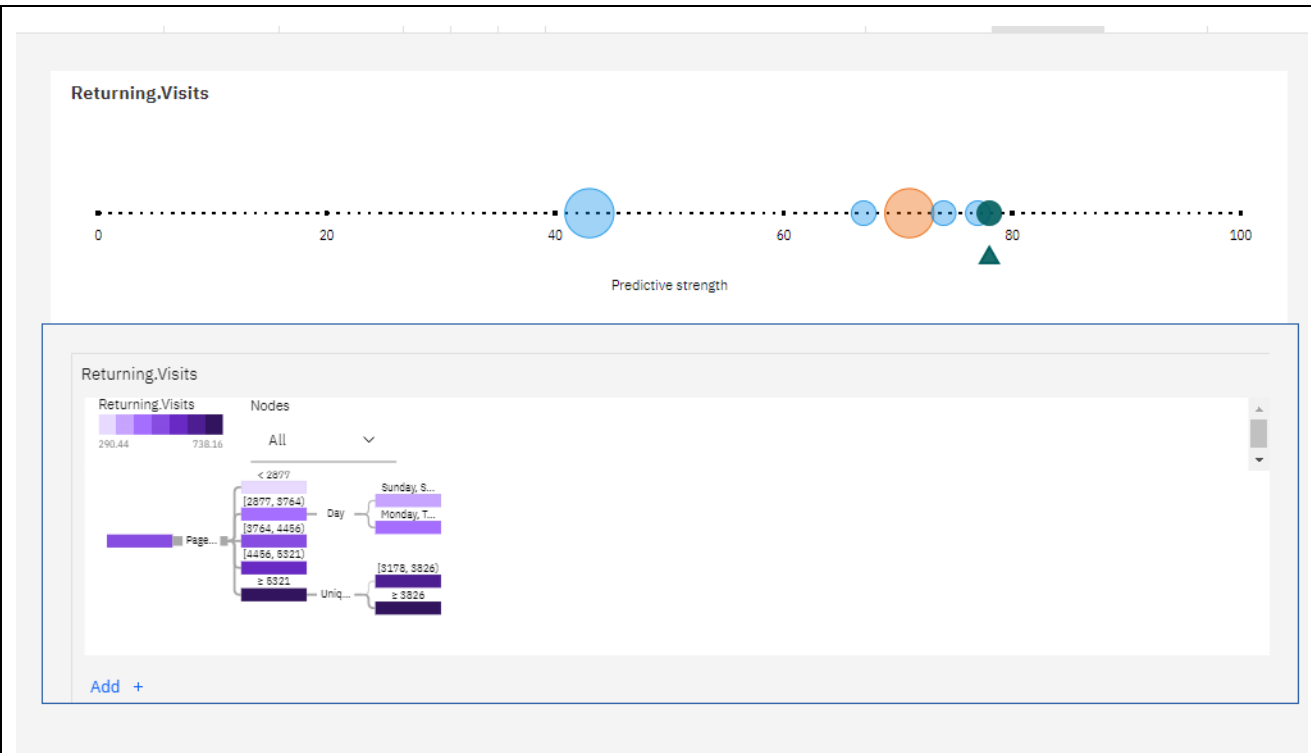 Returning.Visits
0 20 40 60 80 100
Predictive strength
Returning.Visits
Returning.Visits Nodes
290.44 738.16 All
< 2877
Sunday, S...
[2877, 3764)
Day Monday, T...
[3764, 4456)
Page...
[4456, 5321)
[3178, 3826)
≥ 5321
Uniq... ≥ 3826
Add +